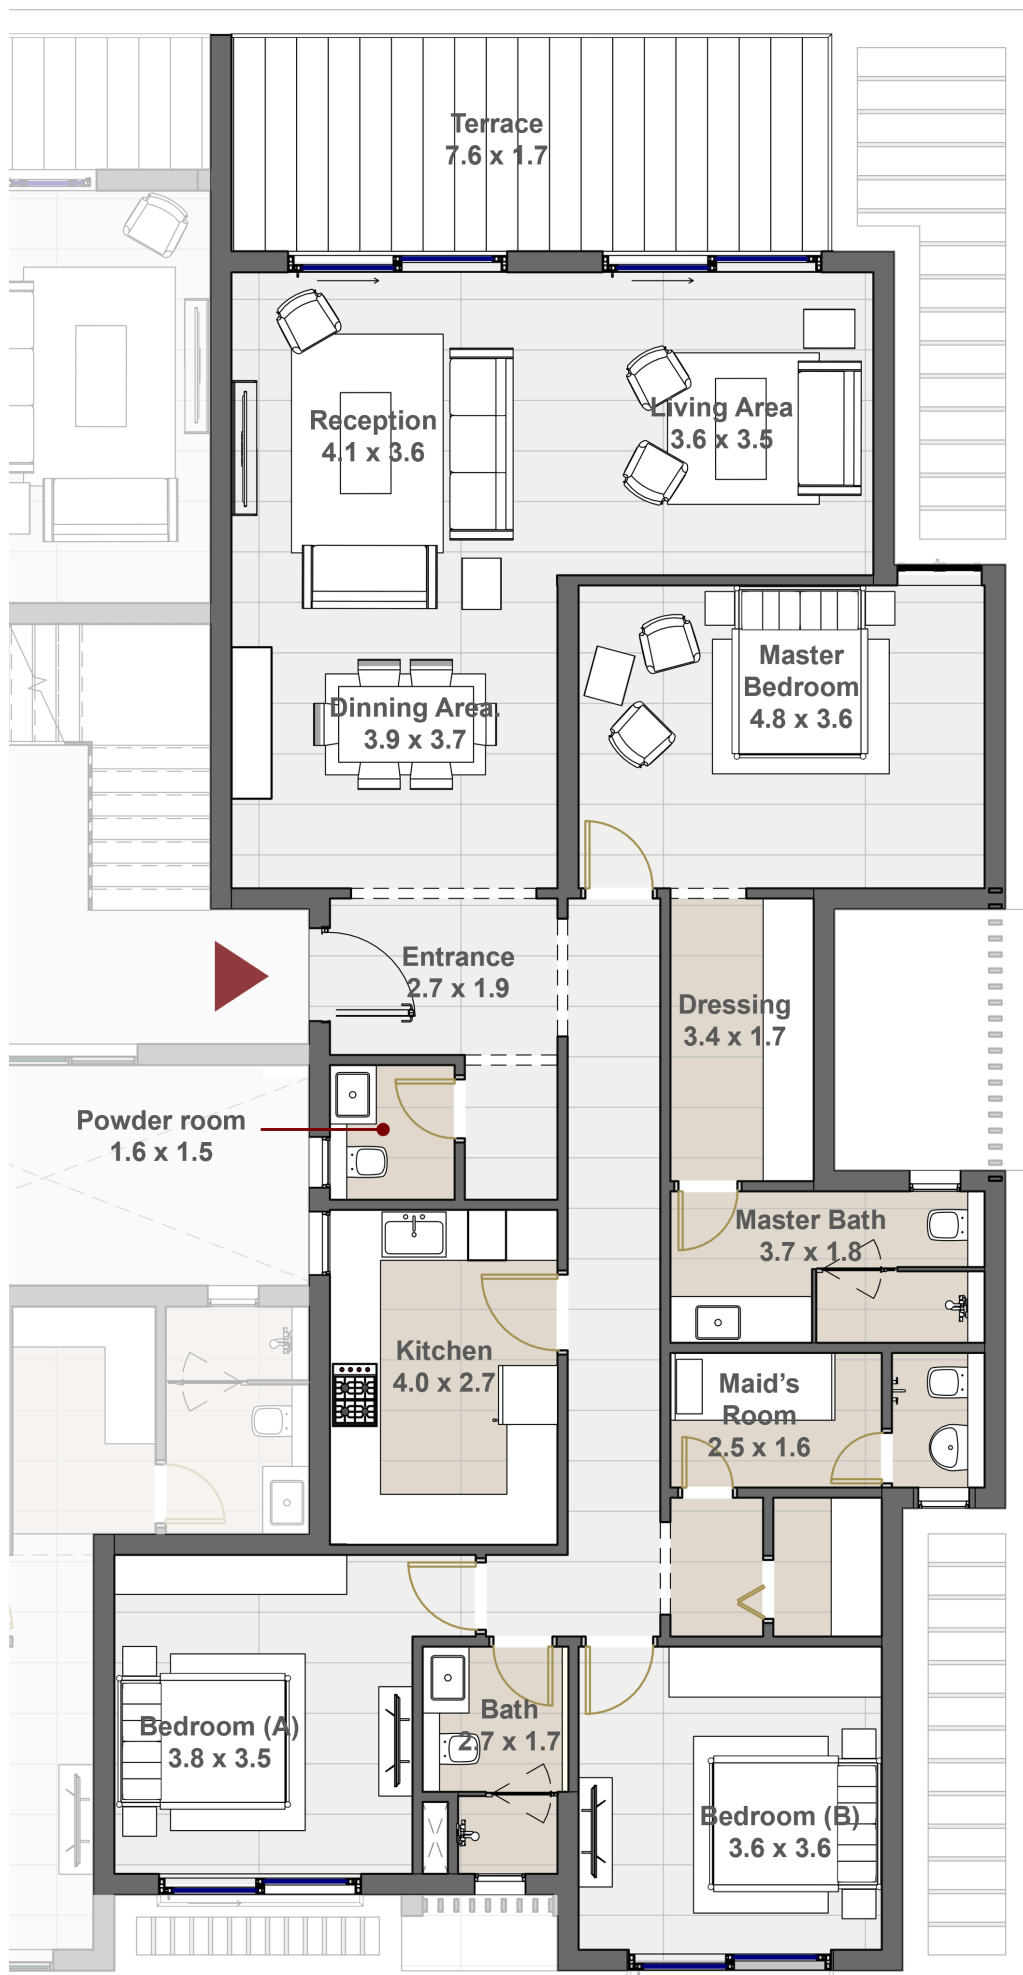 Terrace
7.6 x 1.7
Reception
4.1 x 3.6
Living Area
3.6 x 3.5
Master
Bedroom
4.8 x 3.6
Dinning Area.
3.9 x 3.7
Entrance
2.7 x 1.9
Dressing
3.4 x 1.7
Powder room
1.6 x 1.5
Master Bath
3.7 x 1.8
Kitchen
4.0 x 2.7
Maid's
Room
2.5 x 1.6
Bath
2.7 x 1.7
Bedroom (A)
3.8 x 3.5
Bedroom (B)
3.6 x 3.6